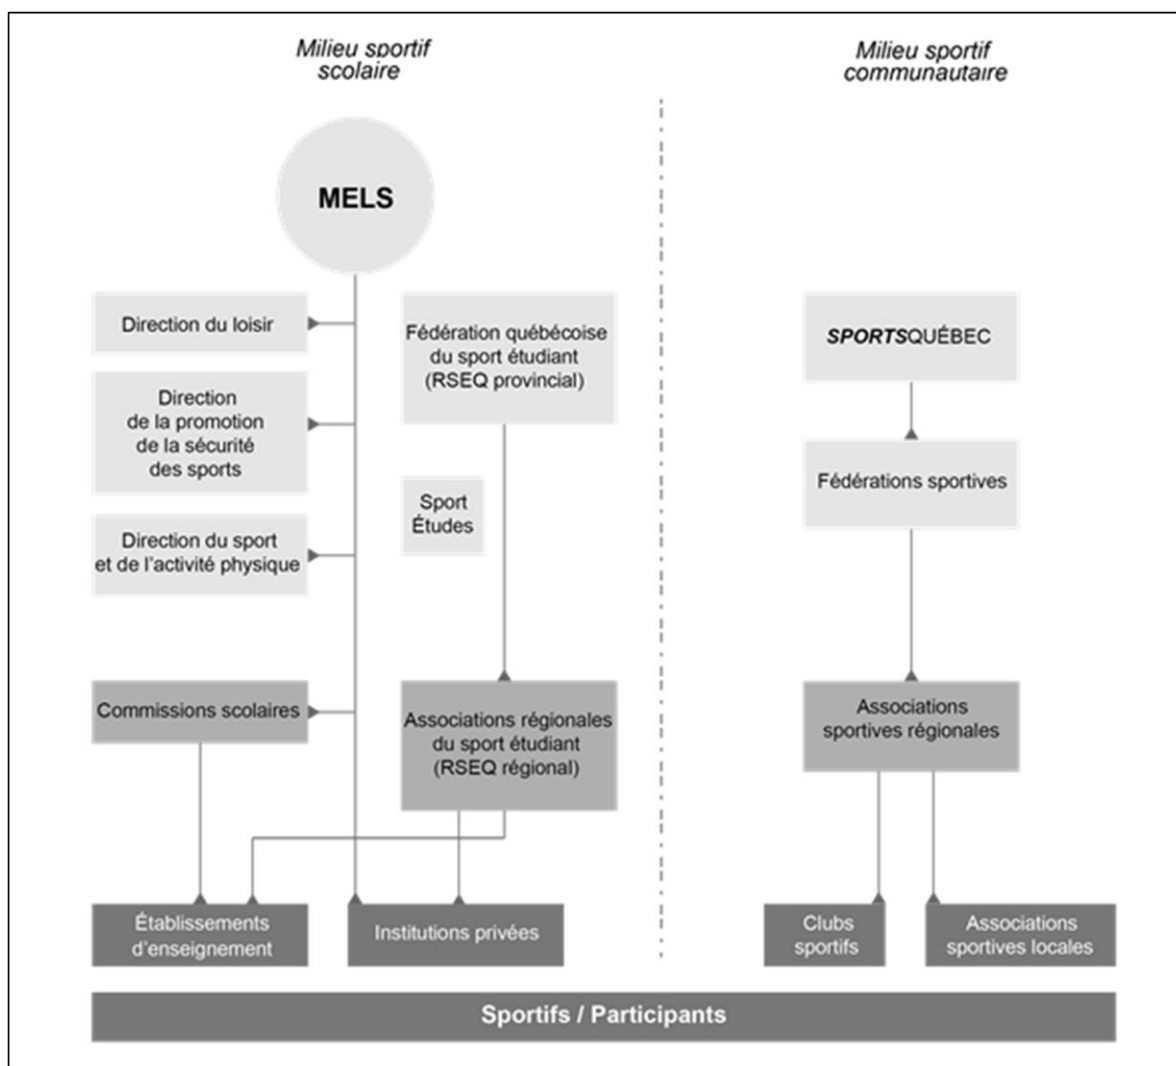 Milieu sportif
scolaire
Milieu sportif
communautaire
MELS
Direction du loisir
Direction
de la promotion
de la sécurité
des sports
Direction du sport
et de l'activité physique
Fédération québécoise
du sport étudiant
(RSEQ provincial)
Sport
Études
SPORTSQUÉBEC
Fédérations sportives
Commissions scolaires
Associations régionales
du sport étudiant
(RSEQ régional)
Associations
sportives régionales
Établissements
d'enseignement
Institutions privées
Clubs
sportifs
Associations
sportives locales
Sportifs / Participants